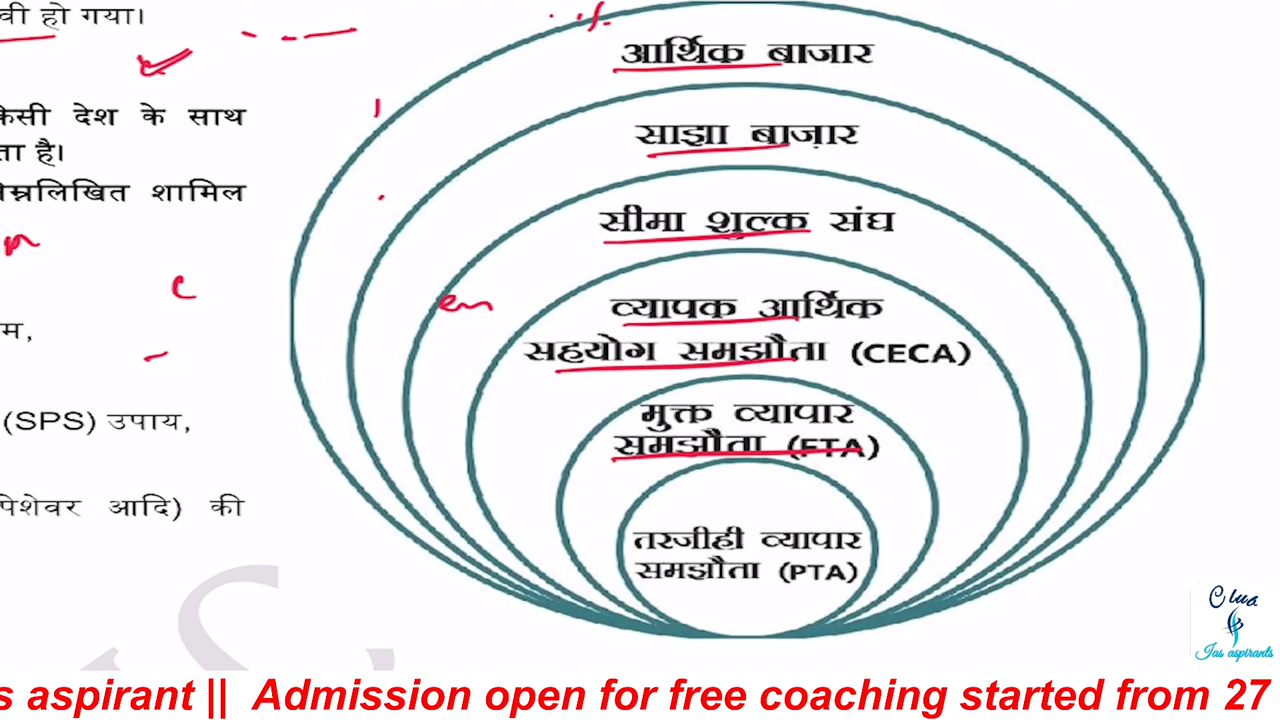 वी हो गया।
केसी देश के साथ
ता है।
नेम्नलिखित शामिल
म,
(SPS) उपाय,
पेशेवर आदि) की
आर्थिक बाजार
साझा बाज़ार
सीमा शुल्क संघ
व्यापक आर्थिक
सहयोग समझौता (CECA)
मुक्त व्यापार
समझौता (FTA)
तरजीही व्यापार
समझौता (PTA)
Ias aspirants
s aspirant || Admission open for free coaching started from 27